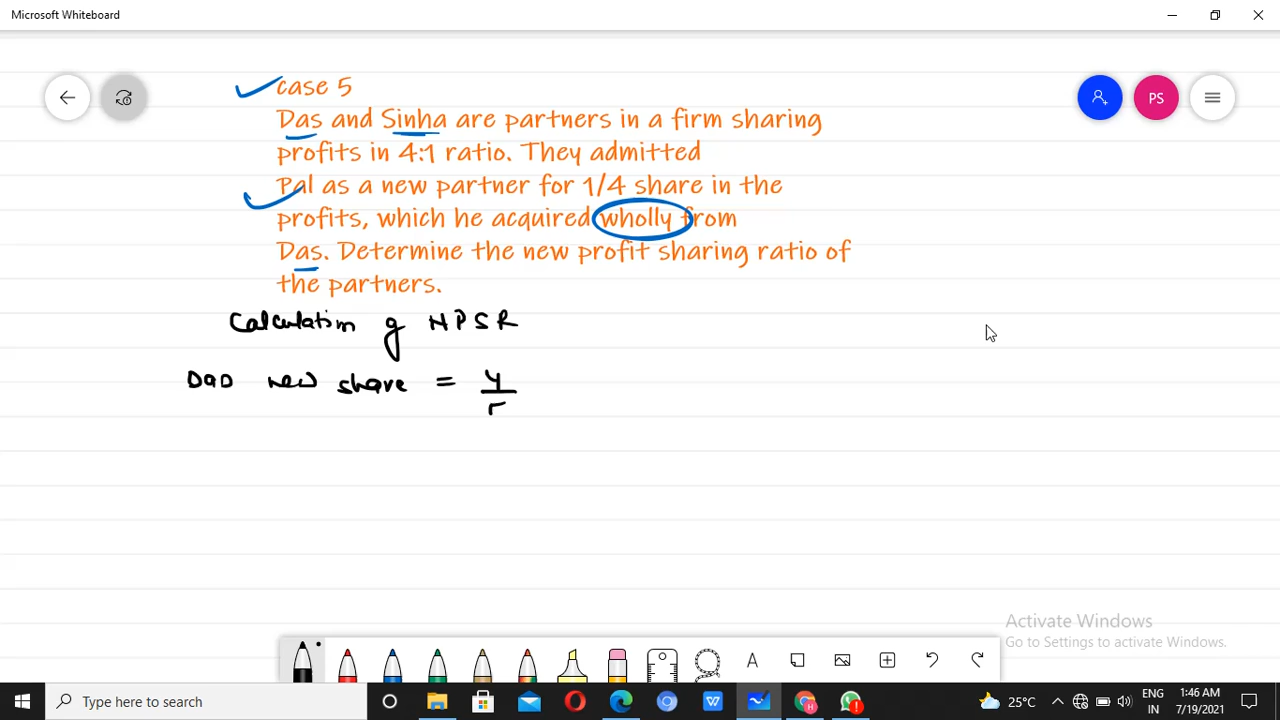 Microsoft Whiteboard
case 5
Das and Sinha are partners in a firm sharing
profits in 4:1 ratio. They admitted
Pal as a new partner for 1/4 share in the
profits, which he acquired wholly from
Das. Determine the new profit sharing ratio of
the partners.
PS
Calculation of NPSR
Das new share = 4/5
Activate Windows
Go to Settings to activate Windows.
A
Type here to search
W
H
25°C
ENG
IN
1:46 AM
7/19/2021